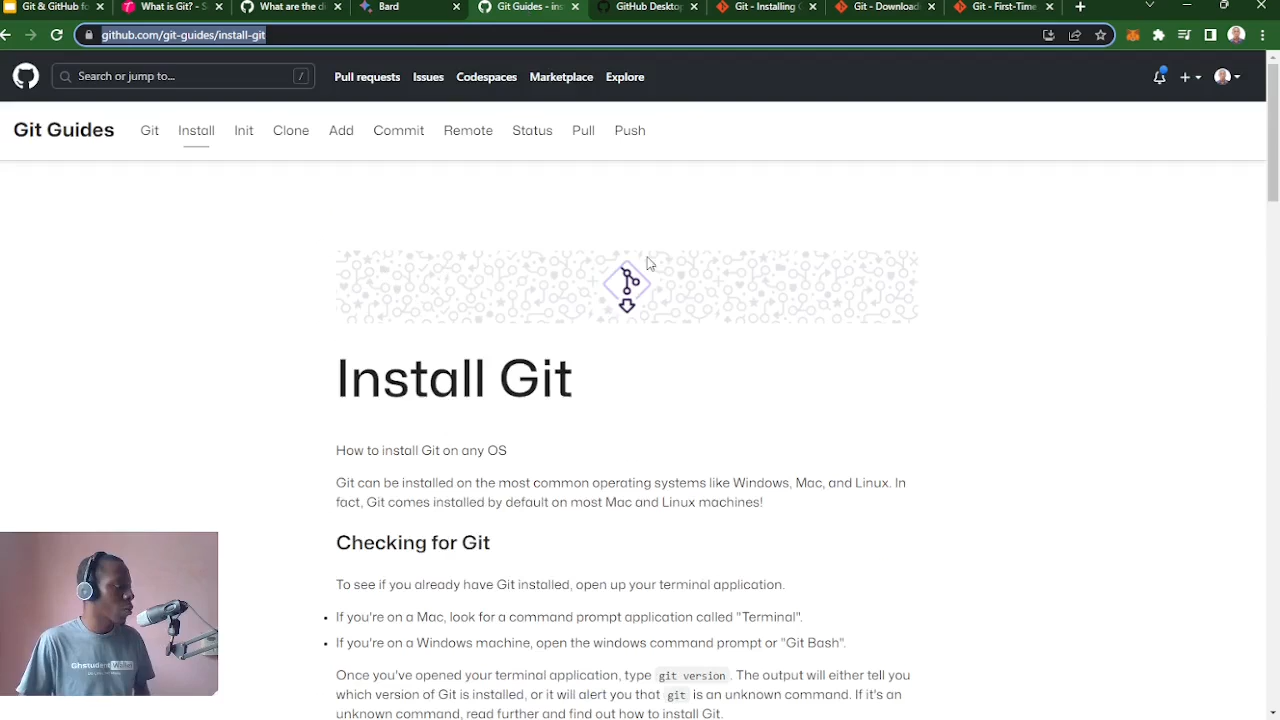 Git & GitHub fo
What is Git? - S
What are the di
Bard
Git Guides - ins
GitHub Desktop
Git - Installing G
Git - Downloadi
Git - First-Time
github.com/git-guides/install-git
Search or jump to... /
Pull requests Issues Codespaces Marketplace Explore
Git Guides Git Install Init Clone Add Commit Remote Status Pull Push
Install Git
How to install Git on any OS
Git can be installed on the most common operating systems like Windows, Mac, and Linux. In
fact, Git comes installed by default on most Mac and Linux machines!
Checking for Git
To see if you already have Git installed, open up your terminal application.
• If you're on a Mac, look for a command prompt application called "Terminal".
• If you're on a Windows machine, open the windows command prompt or "Git Bash".
Once you've opened your terminal application, type git version. The output will either tell you
which version of Git is installed, or it will alert you that git is an unknown command. If it's an
unknown command, read further and find out how to install Git.
Ghstudent Wallet